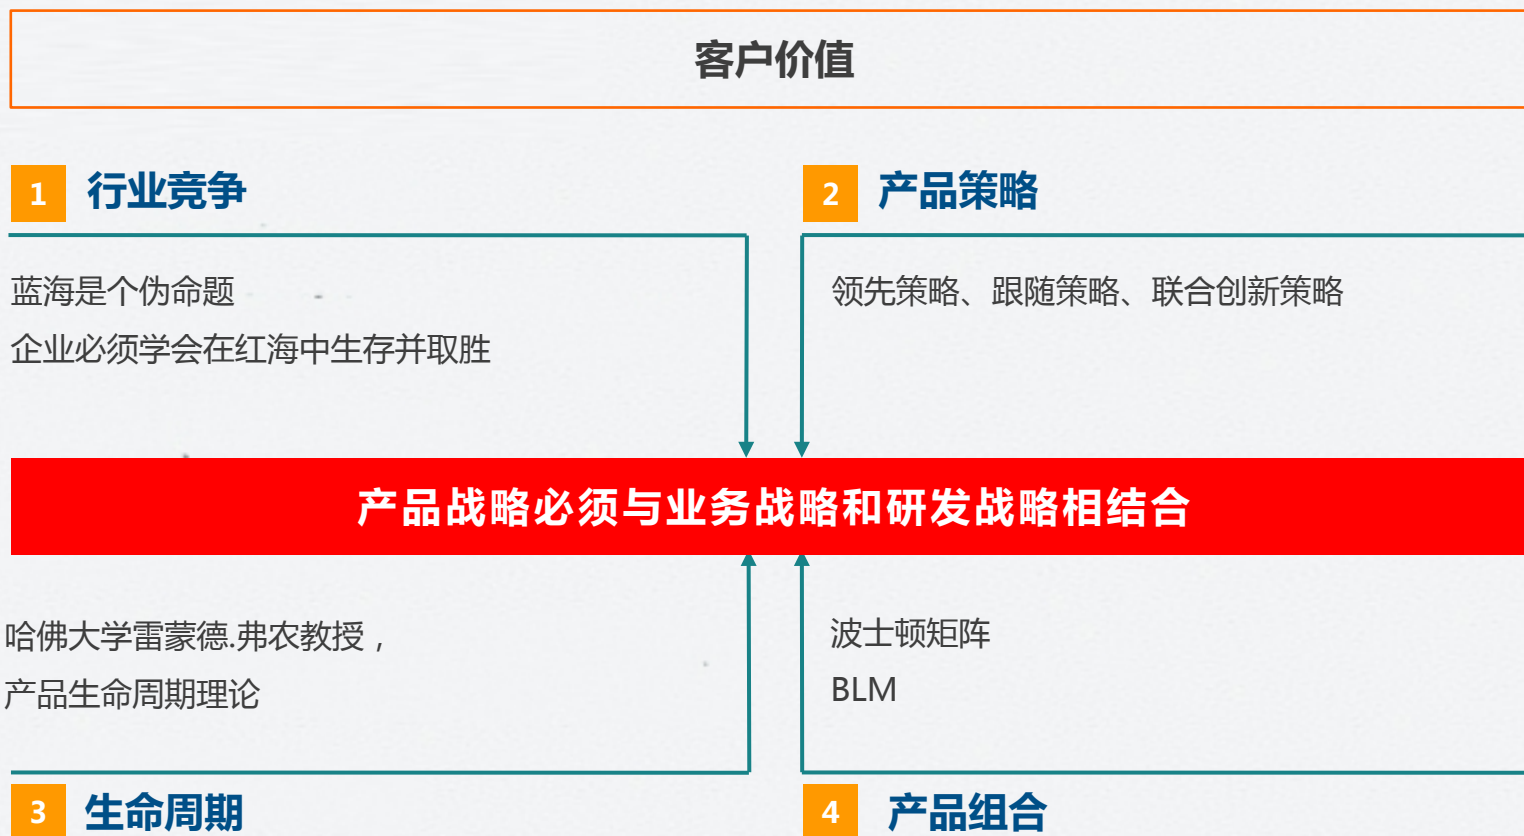 客户价值
1 行业竞争
蓝海是个伪命题
企业必须学会在红海中生存并取胜
2 产品策略
领先策略、跟随策略、联合创新策略
产品战略必须与业务战略和研发战略相结合
哈佛大学雷蒙德.弗农教授，
产品生命周期理论
3 生命周期
波士顿矩阵
BLM
4 产品组合